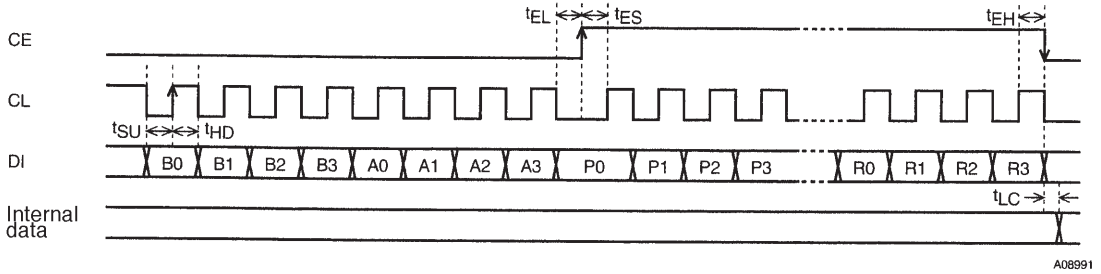 tEL tES tEH
CE
CL
tSU tHD
DI B0 B1 B2 B3 A0 A1 A2 A3 P0 P1 P2 P3 R0 R1 R2 R3
tLC
Internal
data
A08991